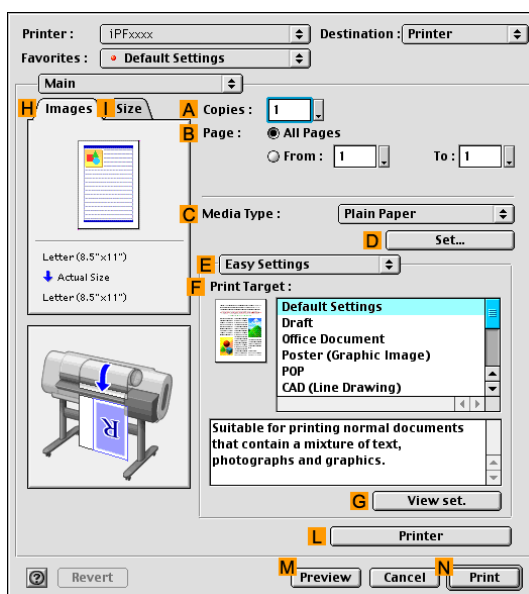 Printer : iPFxxxx Destination : Printer
Favorites : Default Settings
Main
H Images I Size
A Copies : 1
B Page : All Pages
From : 1 To : 1
C Media Type : Plain Paper
D Set...
Letter (8.5"x11")
Actual Size
Letter (8.5"x11")
E Easy Settings
F Print Target :
Default Settings
Draft
Office Document
Poster (Graphic Image)
POP
CAD (Line Drawing)
R
Suitable for printing normal documents
that contain a mixture of text,
photographs and graphics.
G View set.
L Printer
? Revert M Preview Cancel N Print